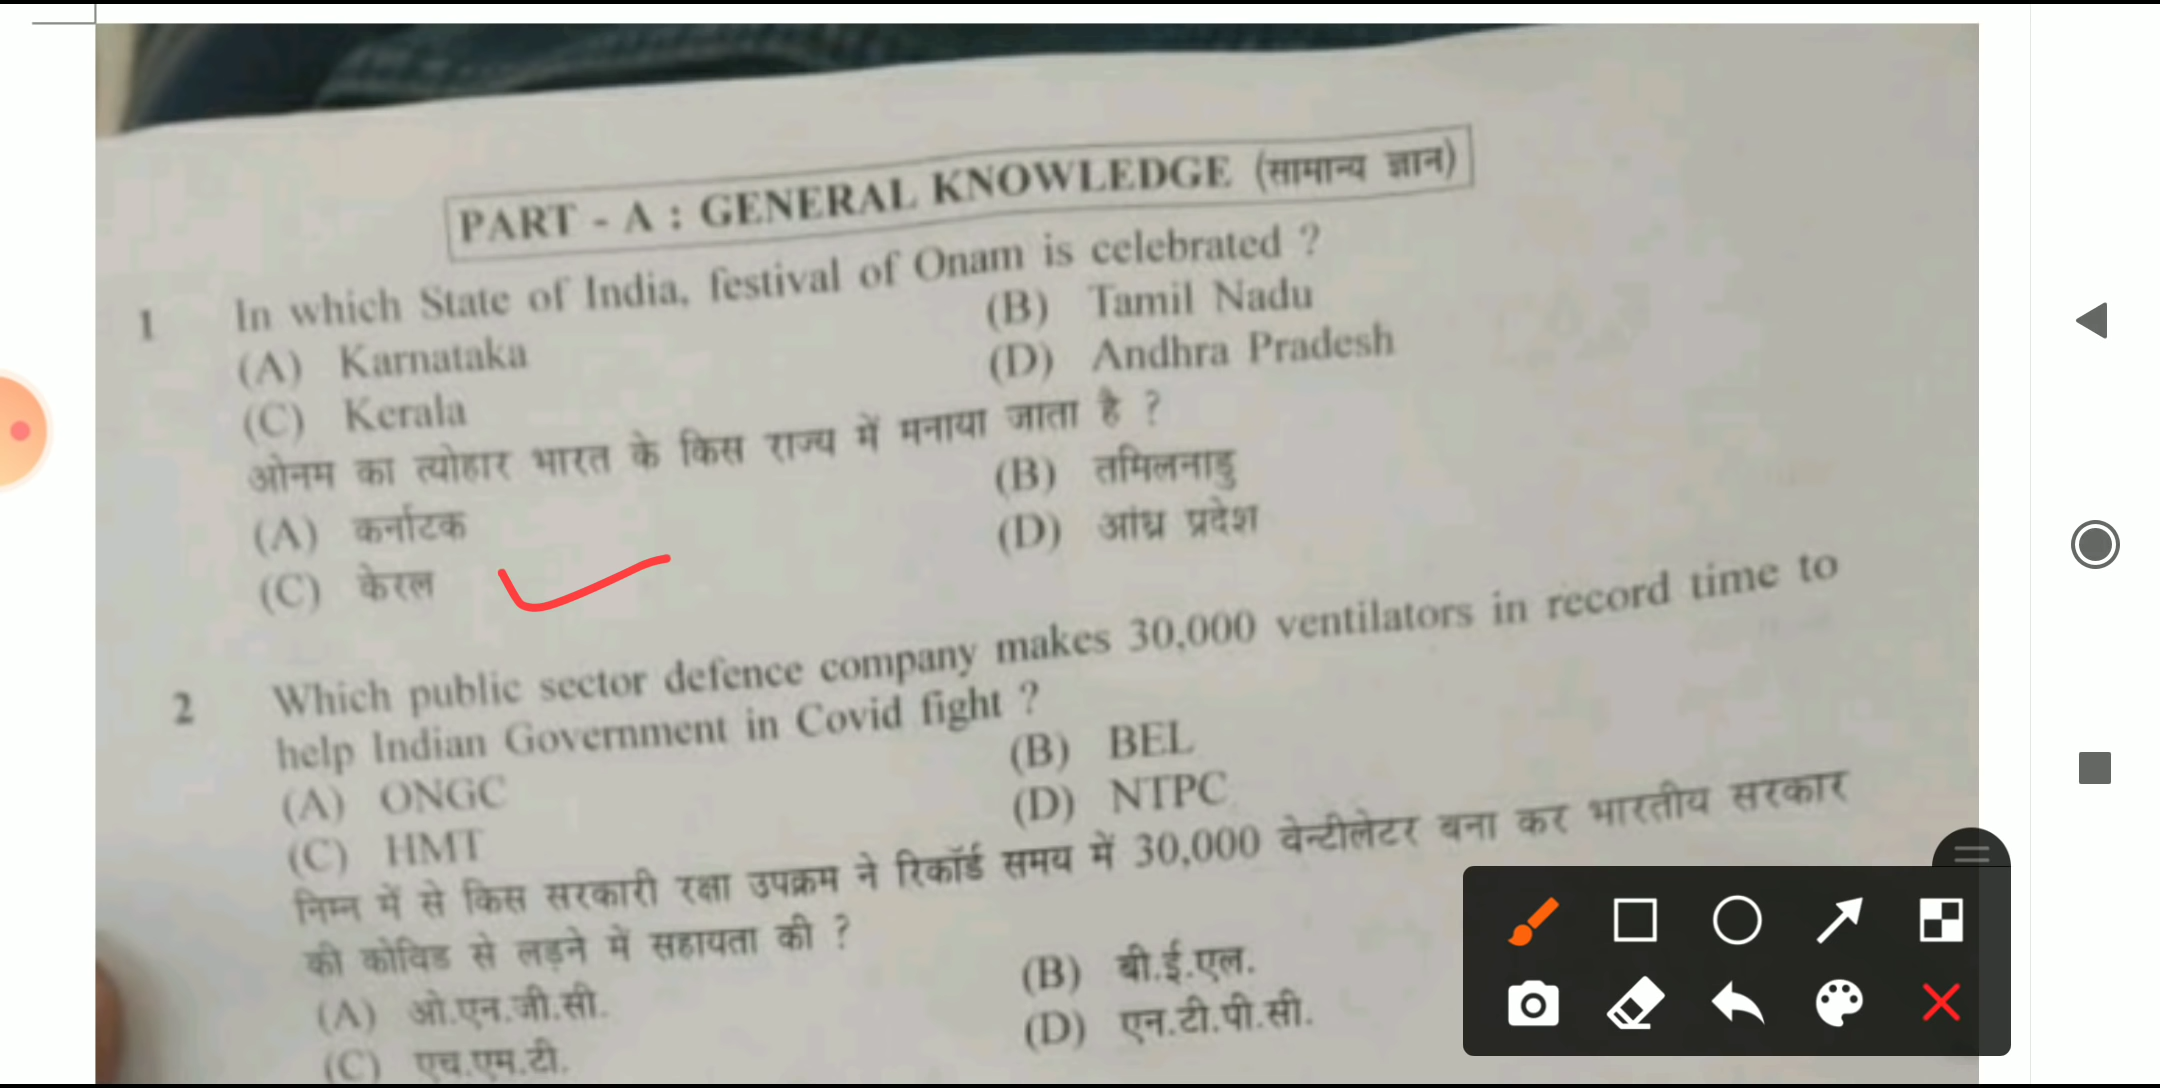 PART - A : GENERAL KNOWLEDGE (सामान्य ज्ञान)
1 In which State of India, festival of Onam is celebrated ?
(A) Karnataka (B) Tamil Nadu
(C) Kerala (D) Andhra Pradesh
ओनम का त्योहार भारत के किस राज्य में मनाया जाता है ?
(A) कर्नाटक (B) तमिलनाडु
(C) केरल (D) आंध्र प्रदेश
2 Which public sector defence company makes 30,000 ventilators in record time to
help Indian Government in Covid fight ?
(A) ONGC (B) BEL
(C) HMT (D) NTPC
निम्न में से किस सरकारी रक्षा उपक्रम ने रिकॉर्ड समय में 30,000 वेन्टीलेटर बना कर भारतीय सरकार
की कोविड से लड़ने में सहायता की ?
(A) ओ.एन.जी.सी. (B) बी.ई.एल.
(C) एच.एम.टी. (D) एन.टी.पी.सी.